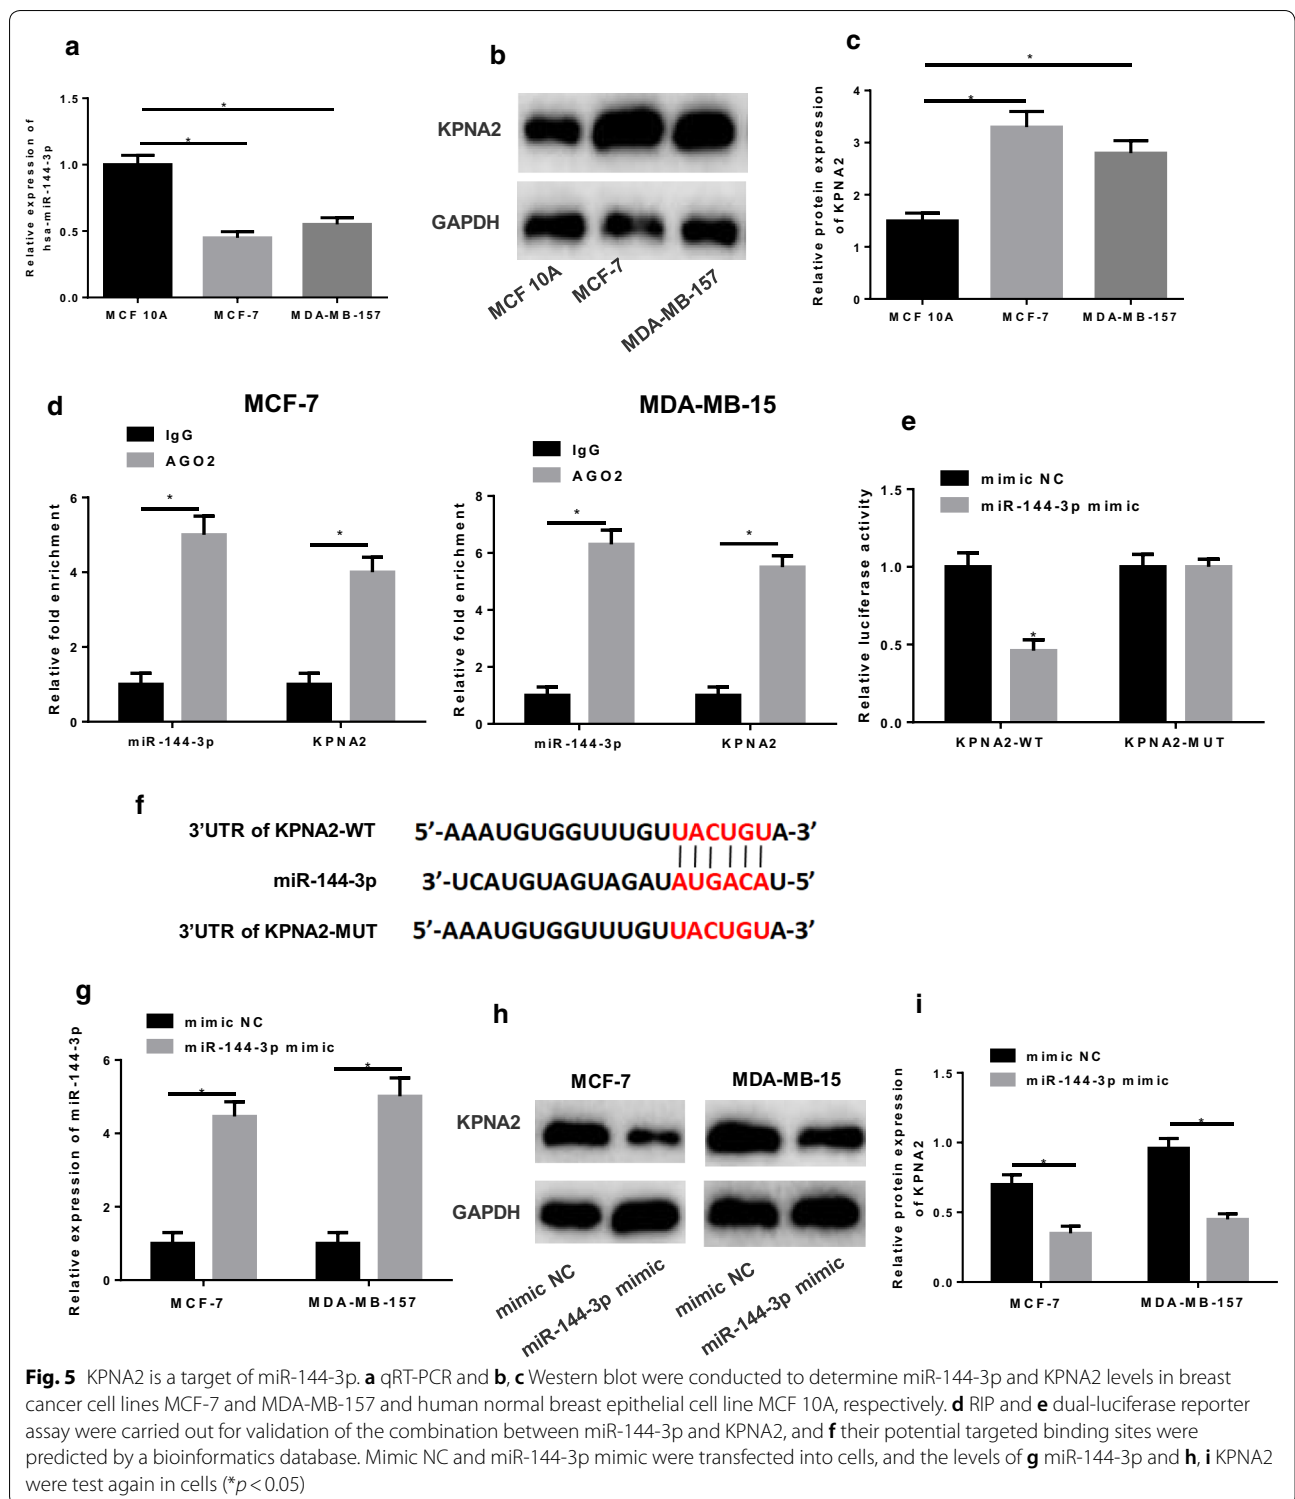 a
Relative expression of
hsa-miR-144-3p
1.5
1.0
0.5
0.0
*
*
MCF 10A MCF-7 MDA-MB-157
b
KPNA2
GAPDH
MCF 10A
MCF-7
MDA-MB-157
c
Relative protein expression
of KPNA2
4
3
2
1
0
*
*
MCF 10A MCF-7 MDA-MB-157
d
MCF-7
IgG
AGO2
Relative fold enrichment
6
4
2
0
*
*
miR-144-3p KPNA2
MDA-MB-15
IgG
AGO2
Relative fold enrichment
8
6
4
2
0
*
*
miR-144-3p KPNA2
e
mimic NC
miR-144-3p mimic
Relative luciferase activity
1.5
1.0
0.5
0.0
*
KPNA2-WT KPNA2-MUT
f
3'UTR of KPNA2-WT 5'-AAAUGUGGUUUGUUACUGUA-3'
miR-144-3p 3'-UCAUGUAGUAGAUAUGACAU-5'
3'UTR of KPNA2-MUT 5'-AAAUGUGGUUUGUUACUGUA-3'
g
mimic NC
miR-144-3p mimic
Relative expression of miR-144-3p
6
4
2
0
*
*
MCF-7 MDA-MB-157
h
MCF-7 MDA-MB-15
KPNA2
GAPDH
mimic NC
miR-144-3p mimic
mimic NC
miR-144-3p mimic
i
mimic NC
miR-144-3p mimic
Relative protein expression
of KPNA2
1.5
1.0
0.5
0.0
*
*
MCF-7 MDA-MB-157
Fig. 5 KPNA2 is a target of miR-144-3p. a qRT-PCR and b, c Western blot were conducted to determine miR-144-3p and KPNA2 levels in breast
cancer cell lines MCF-7 and MDA-MB-157 and human normal breast epithelial cell line MCF 10A, respectively. d RIP and e dual-luciferase reporter
assay were carried out for validation of the combination between miR-144-3p and KPNA2, and f their potential targeted binding sites were
predicted by a bioinformatics database. Mimic NC and miR-144-3p mimic were transfected into cells, and the levels of g miR-144-3p and h, i KPNA2
were test again in cells (*p < 0.05)